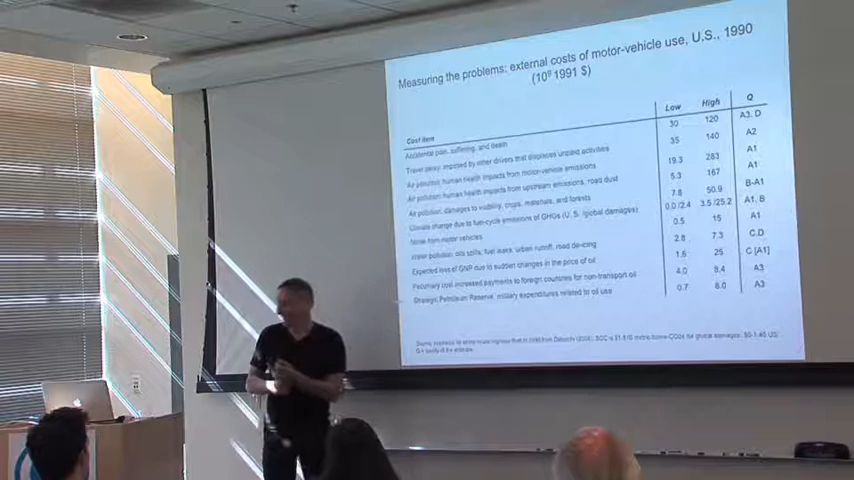 Measuring the problems: external costs of motor-vehicle use, U.S., 1990
(10⁹ 1991 $)
Cost item Low High Q
Accidental pain, suffering, and death 30 120 A3, D
Travel delay, imposed by other drivers that displaces unpaid activities 35 140 A2
Air pollution: human health impacts from motor-vehicle emissions 19.3 283 A1
Air pollution: human health impacts from upstream emissions, road dust 5.3 167 A1
Air pollution, damages to visibility, crops, materials, and forests 7.8 50.9 B-A1
Climate change due to fuel-cycle emissions of GHGs (U.S. /global damages) 0.0/2.4 3.5/25.2 A1, B
Noise from motor vehicles 0.5 15 A1
Water pollution: oil spills, fuel leaks, urban runoff, road de-icing 2.8 7.3 C.D
Expected loss of GNP due to sudden changes in the price of oil 1.6 25 C [A1]
Pecuniary cost increased payments to foreign countries for non-transport oil 4.0 8.4 A3
Strategic Petroleum Reserve, military expenditures related to oil use 0.7 8.0 A3